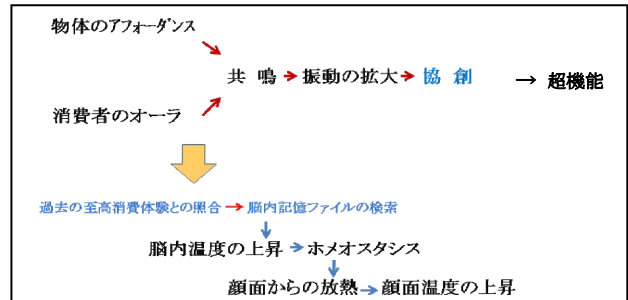 物体のアフォーダンス
共 鳴 → 振動の拡大 → 協 創 → 超機能
消費者のオーラ
過去の至高消費体験との照合 → 脳内記憶ファイルの検索
脳内温度の上昇 → ホメオスタシス
顔面からの放熱 → 顔面温度の上昇